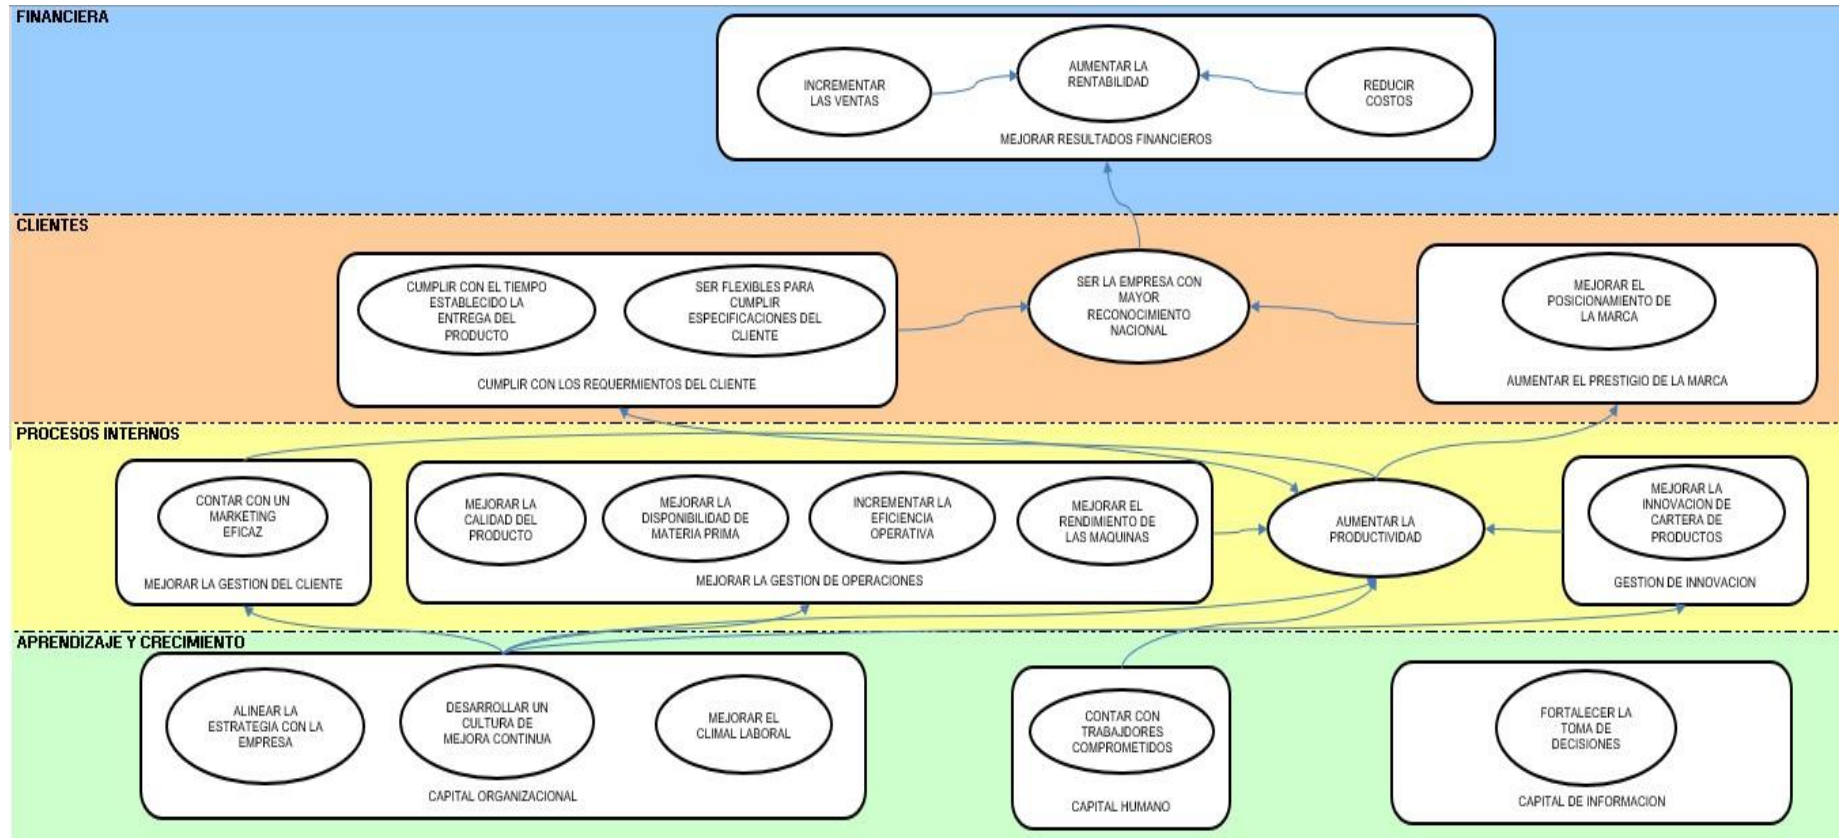 FINANCIERA
INCREMENTAR
LAS VENTAS
AUMENTAR LA
RENTABILIDAD
REDUCIR
COSTOS
MEJORAR RESULTADOS FINANCIEROS
CLIENTES
CUMPLIR CON EL TIEMPO
ESTABLECIDO LA
ENTREGA DEL
PRODUCTO
SER FLEXIBLES PARA
CUMPLIR
ESPECIFICACIONES DEL
CLIENTE
CUMPLIR CON LOS REQUERMIENTOS DEL CLIENTE
SER LA EMPRESA CON
MAYOR
RECONOCIMIENTO
NACIONAL
MEJORAR EL
POSICIONAMIENTO DE
LA MARCA
AUMENTAR EL PRESTIGIO DE LA MARCA
PROCESOS INTERNOS
CONTAR CON UN
MARKETING
EFICAZ
MEJORAR LA GESTION DEL CLIENTE
MEJORAR LA
CALIDAD DEL
PRODUCTO
MEJORAR LA
DISPONIBILIDAD DE
MATERIA PRIMA
INCREMENTAR LA
EFICIENCIA
OPERATIVA
MEJORAR EL
RENDIMIENTO DE
LAS MAQUINAS
MEJORAR LA GESTION DE OPERACIONES
AUMENTAR LA
PRODUCTIVIDAD
MEJORAR LA
INNOVACION DE
CARTERA DE
PRODUCTOS
GESTION DE INNOVACION
APRENDIZAJE Y CRECIMIENTO
ALINEAR LA
ESTRATEGIA CON LA
EMPRESA
DESARROLLAR UN
CULTURA DE
MEJORA CONTINUA
MEJORAR EL
CLIMAL LABORAL
CAPITAL ORGANIZACIONAL
CONTAR CON
TRABAJDORES
COMPROMETIDOS
CAPITAL HUMANO
FORTALECER LA
TOMA DE
DECISIONES
CAPITAL DE INFORMACION